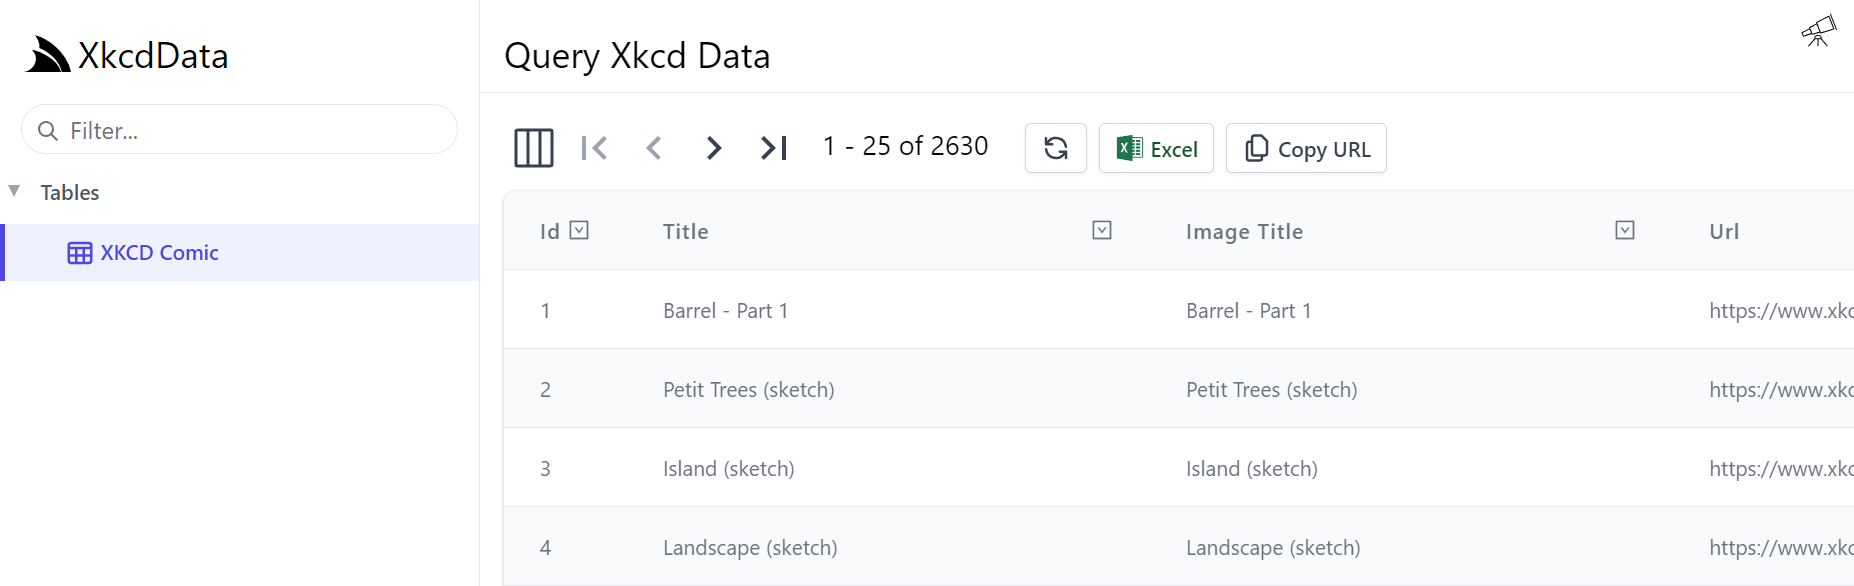 XkcdData
Filter...
Tables
XKCD Comic
Query Xkcd Data
1 - 25 of 2630
Excel
Copy URL
Id Title Image Title Url
1 Barrel - Part 1 Barrel - Part 1 https://www.xkc
2 Petit Trees (sketch) Petit Trees (sketch) https://www.xkc
3 Island (sketch) Island (sketch) https://www.xkc
4 Landscape (sketch) Landscape (sketch) https://www.xkc